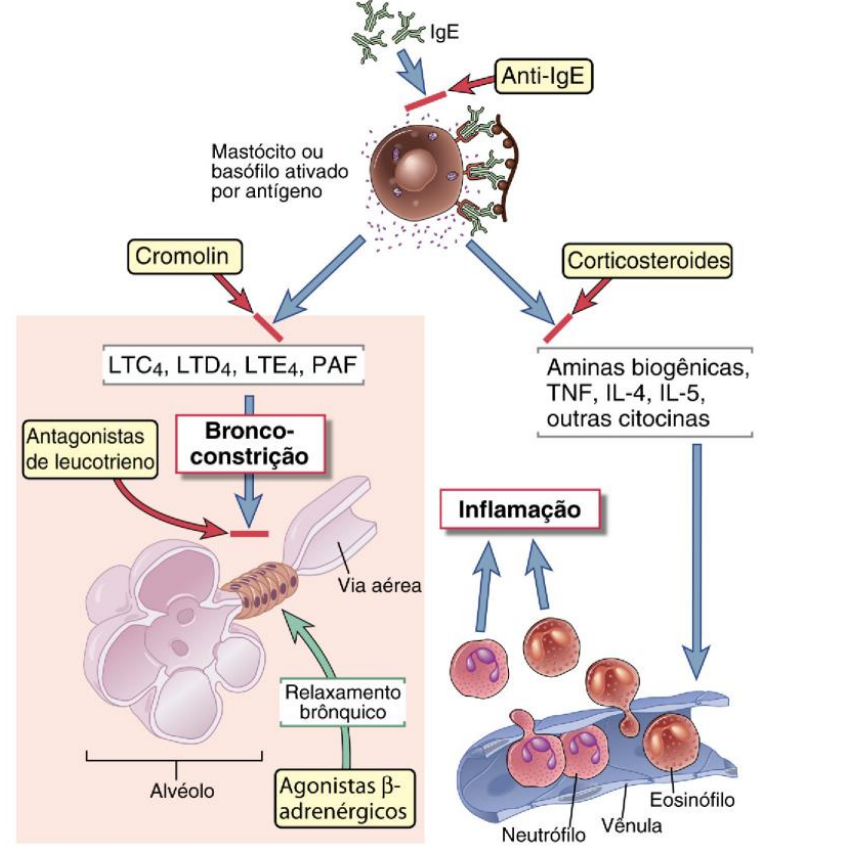 IgE
Anti-IgE
Mastócito ou
basófilo ativado
por antígeno
Cromolin
Corticosteroides
LTC4, LTD4, LTE4, PAF
Aminas biogênicas,
TNF, IL-4, IL-5,
outras citocinas
Antagonistas
de leucotrieno
Bronco-
constrição
Inflamação
Via aérea
Relaxamento
brônquico
Alvéolo
Agonistas β-
adrenérgicos
Eosinófilo
Vênula
Neutrófilo